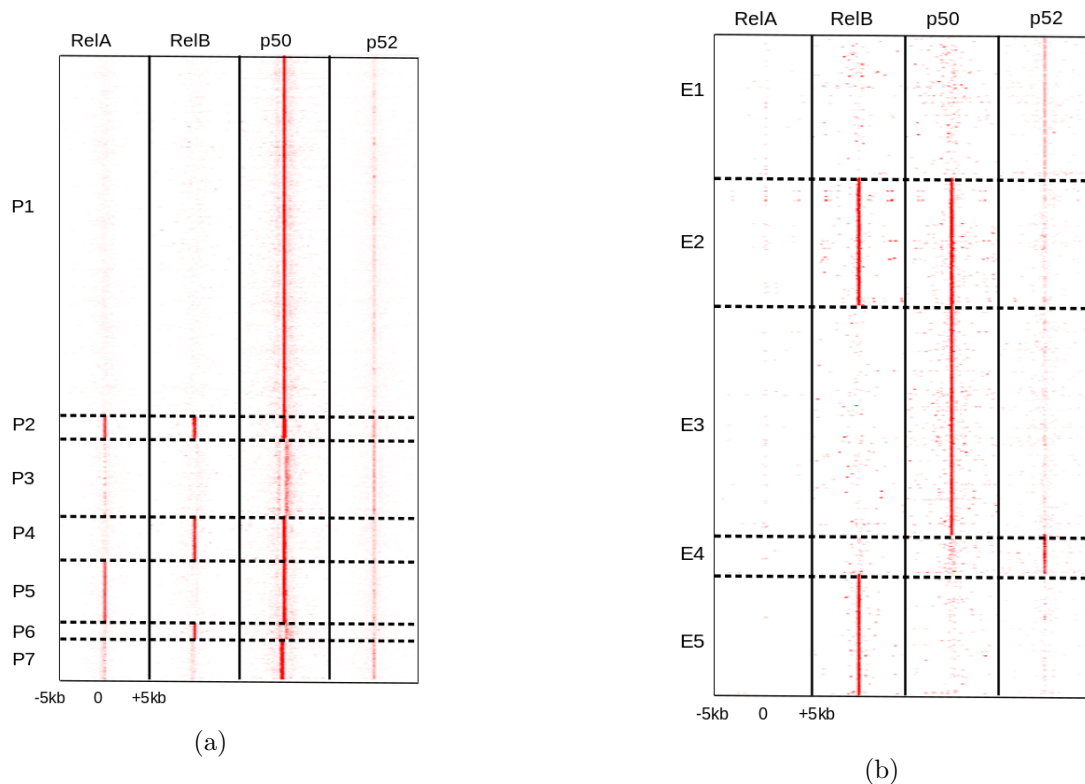 RelA RelB p50 p52
P1
P2
P3
P4
P5
P6
P7
-5kb 0 +5kb
(a)
RelA RelB p50 p52
E1
E2
E3
E4
E5
-5kb 0 +5kb
(b)